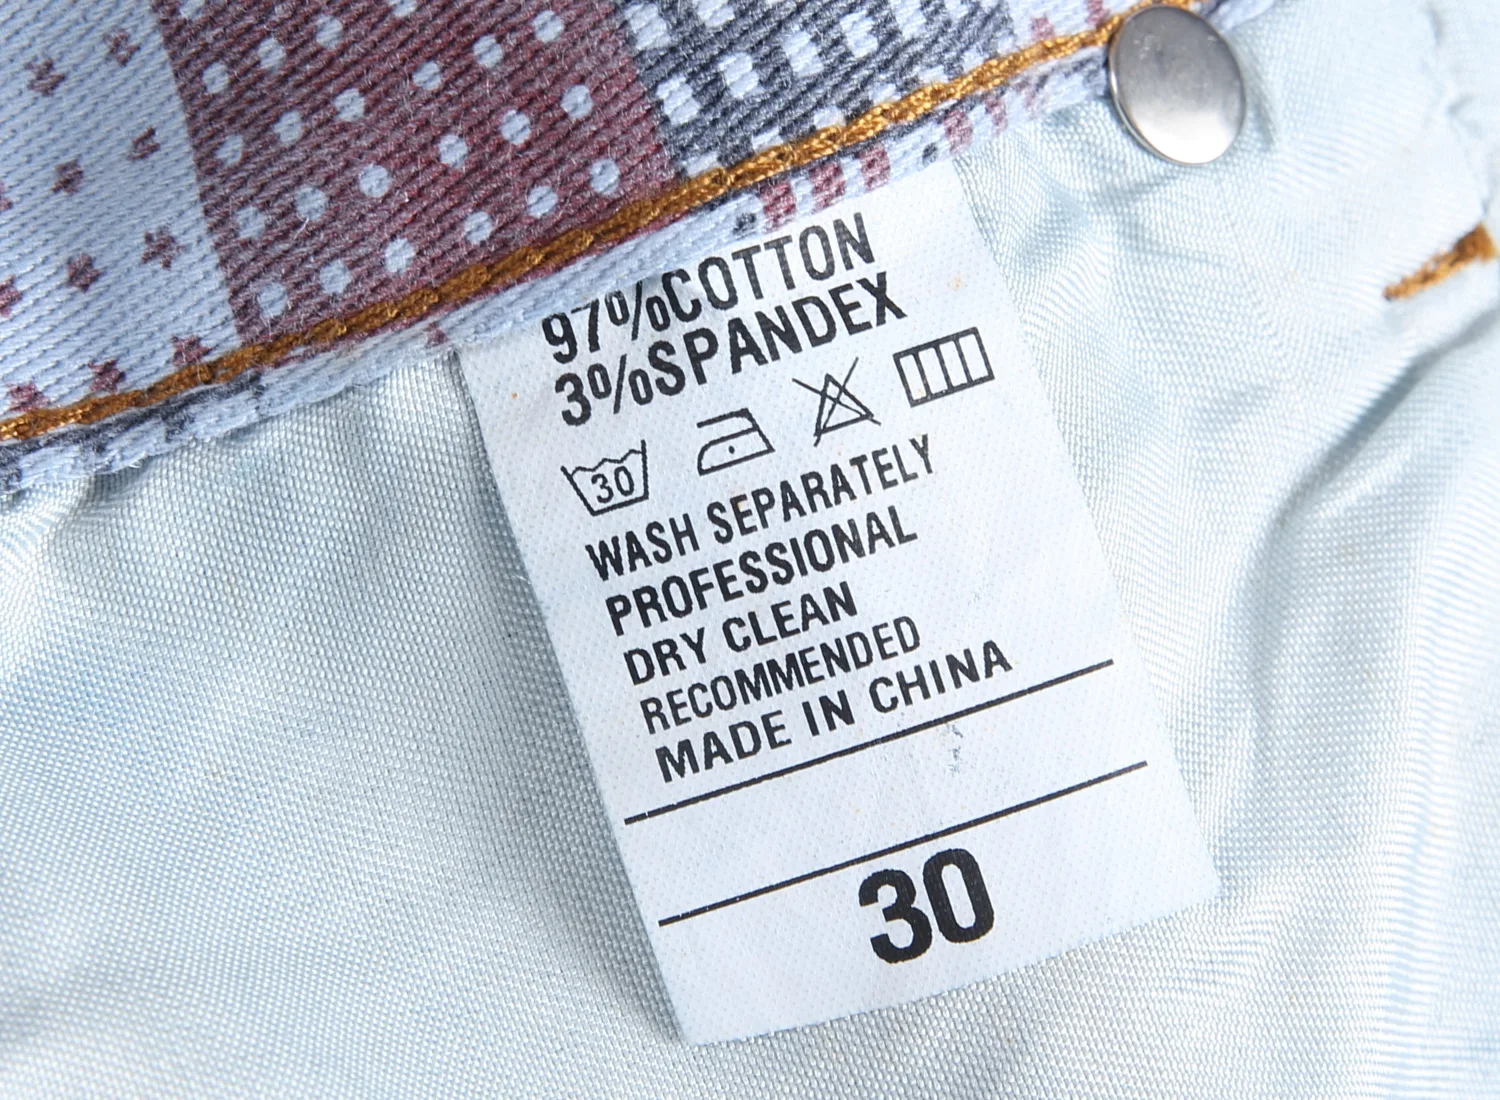 97%COTTON
3%SPANDEX
30
WASH SEPARATELY
PROFESSIONAL
DRY CLEAN
RECOMMENDED
MADE IN CHINA
30